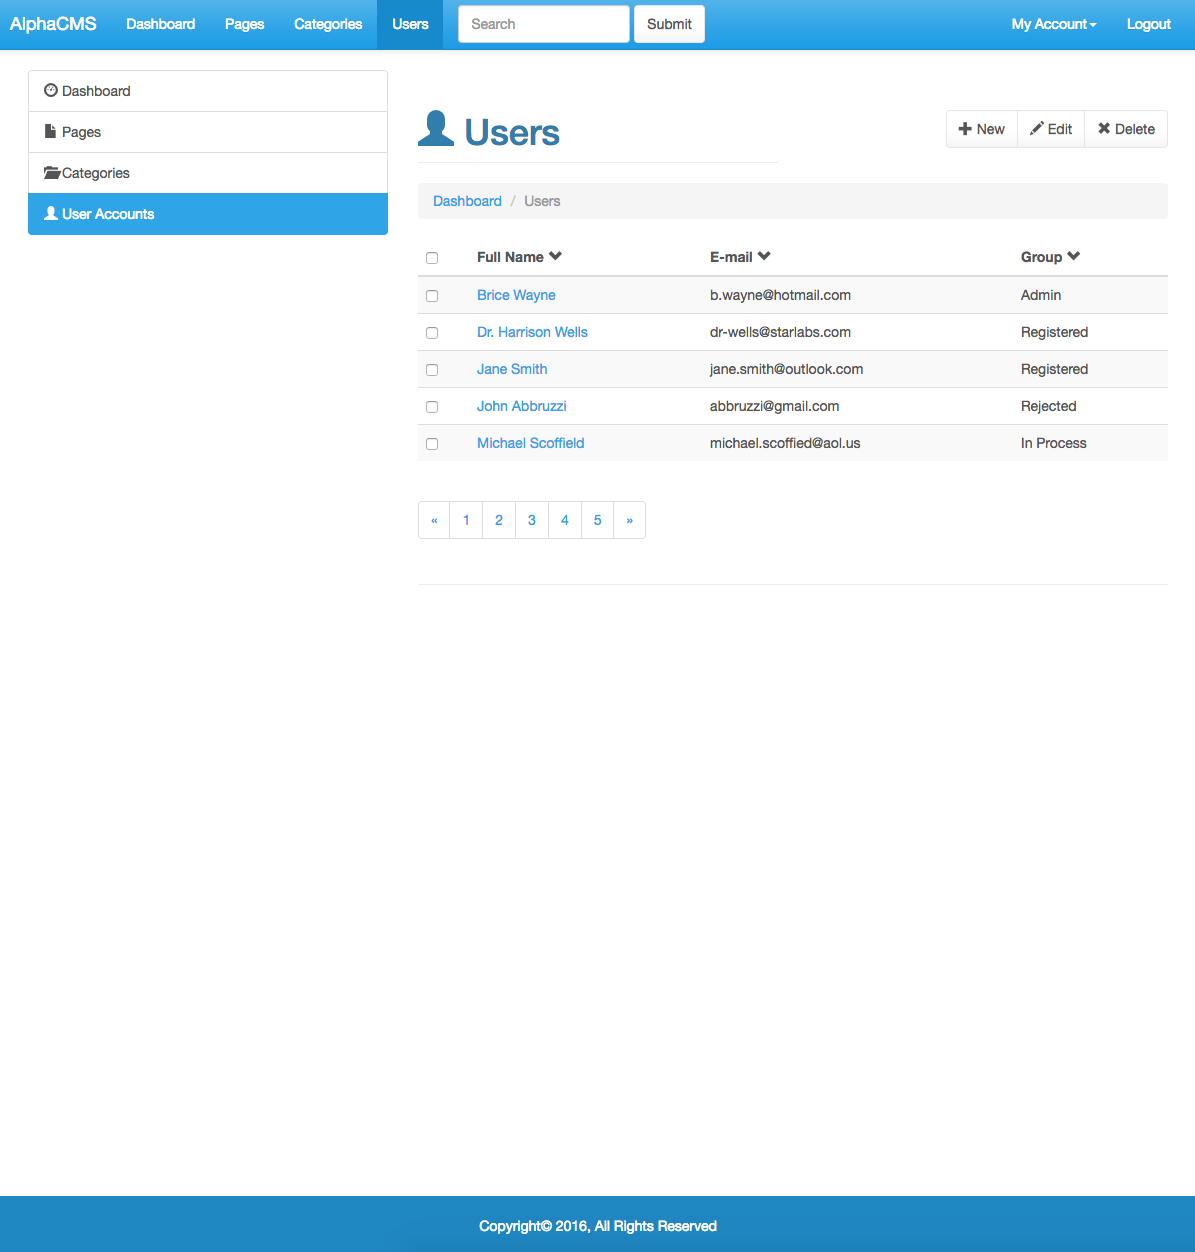 AlphaCMS Dashboard Pages Categories Users Search Submit My Account Logout
Dashboard
Pages
Categories
User Accounts
Users
New Edit Delete
Dashboard / Users
Full Name E-mail Group
Brice Wayne b.wayne@hotmail.com Admin
Dr. Harrison Wells dr-wells@starlabs.com Registered
Jane Smith jane.smith@outlook.com Registered
John Abbruzzi abbruzzi@gmail.com Rejected
Michael Scoffield michael.scoffied@aol.us In Process
« 1 2 3 4 5 »
Copyright© 2016, All Rights Reserved